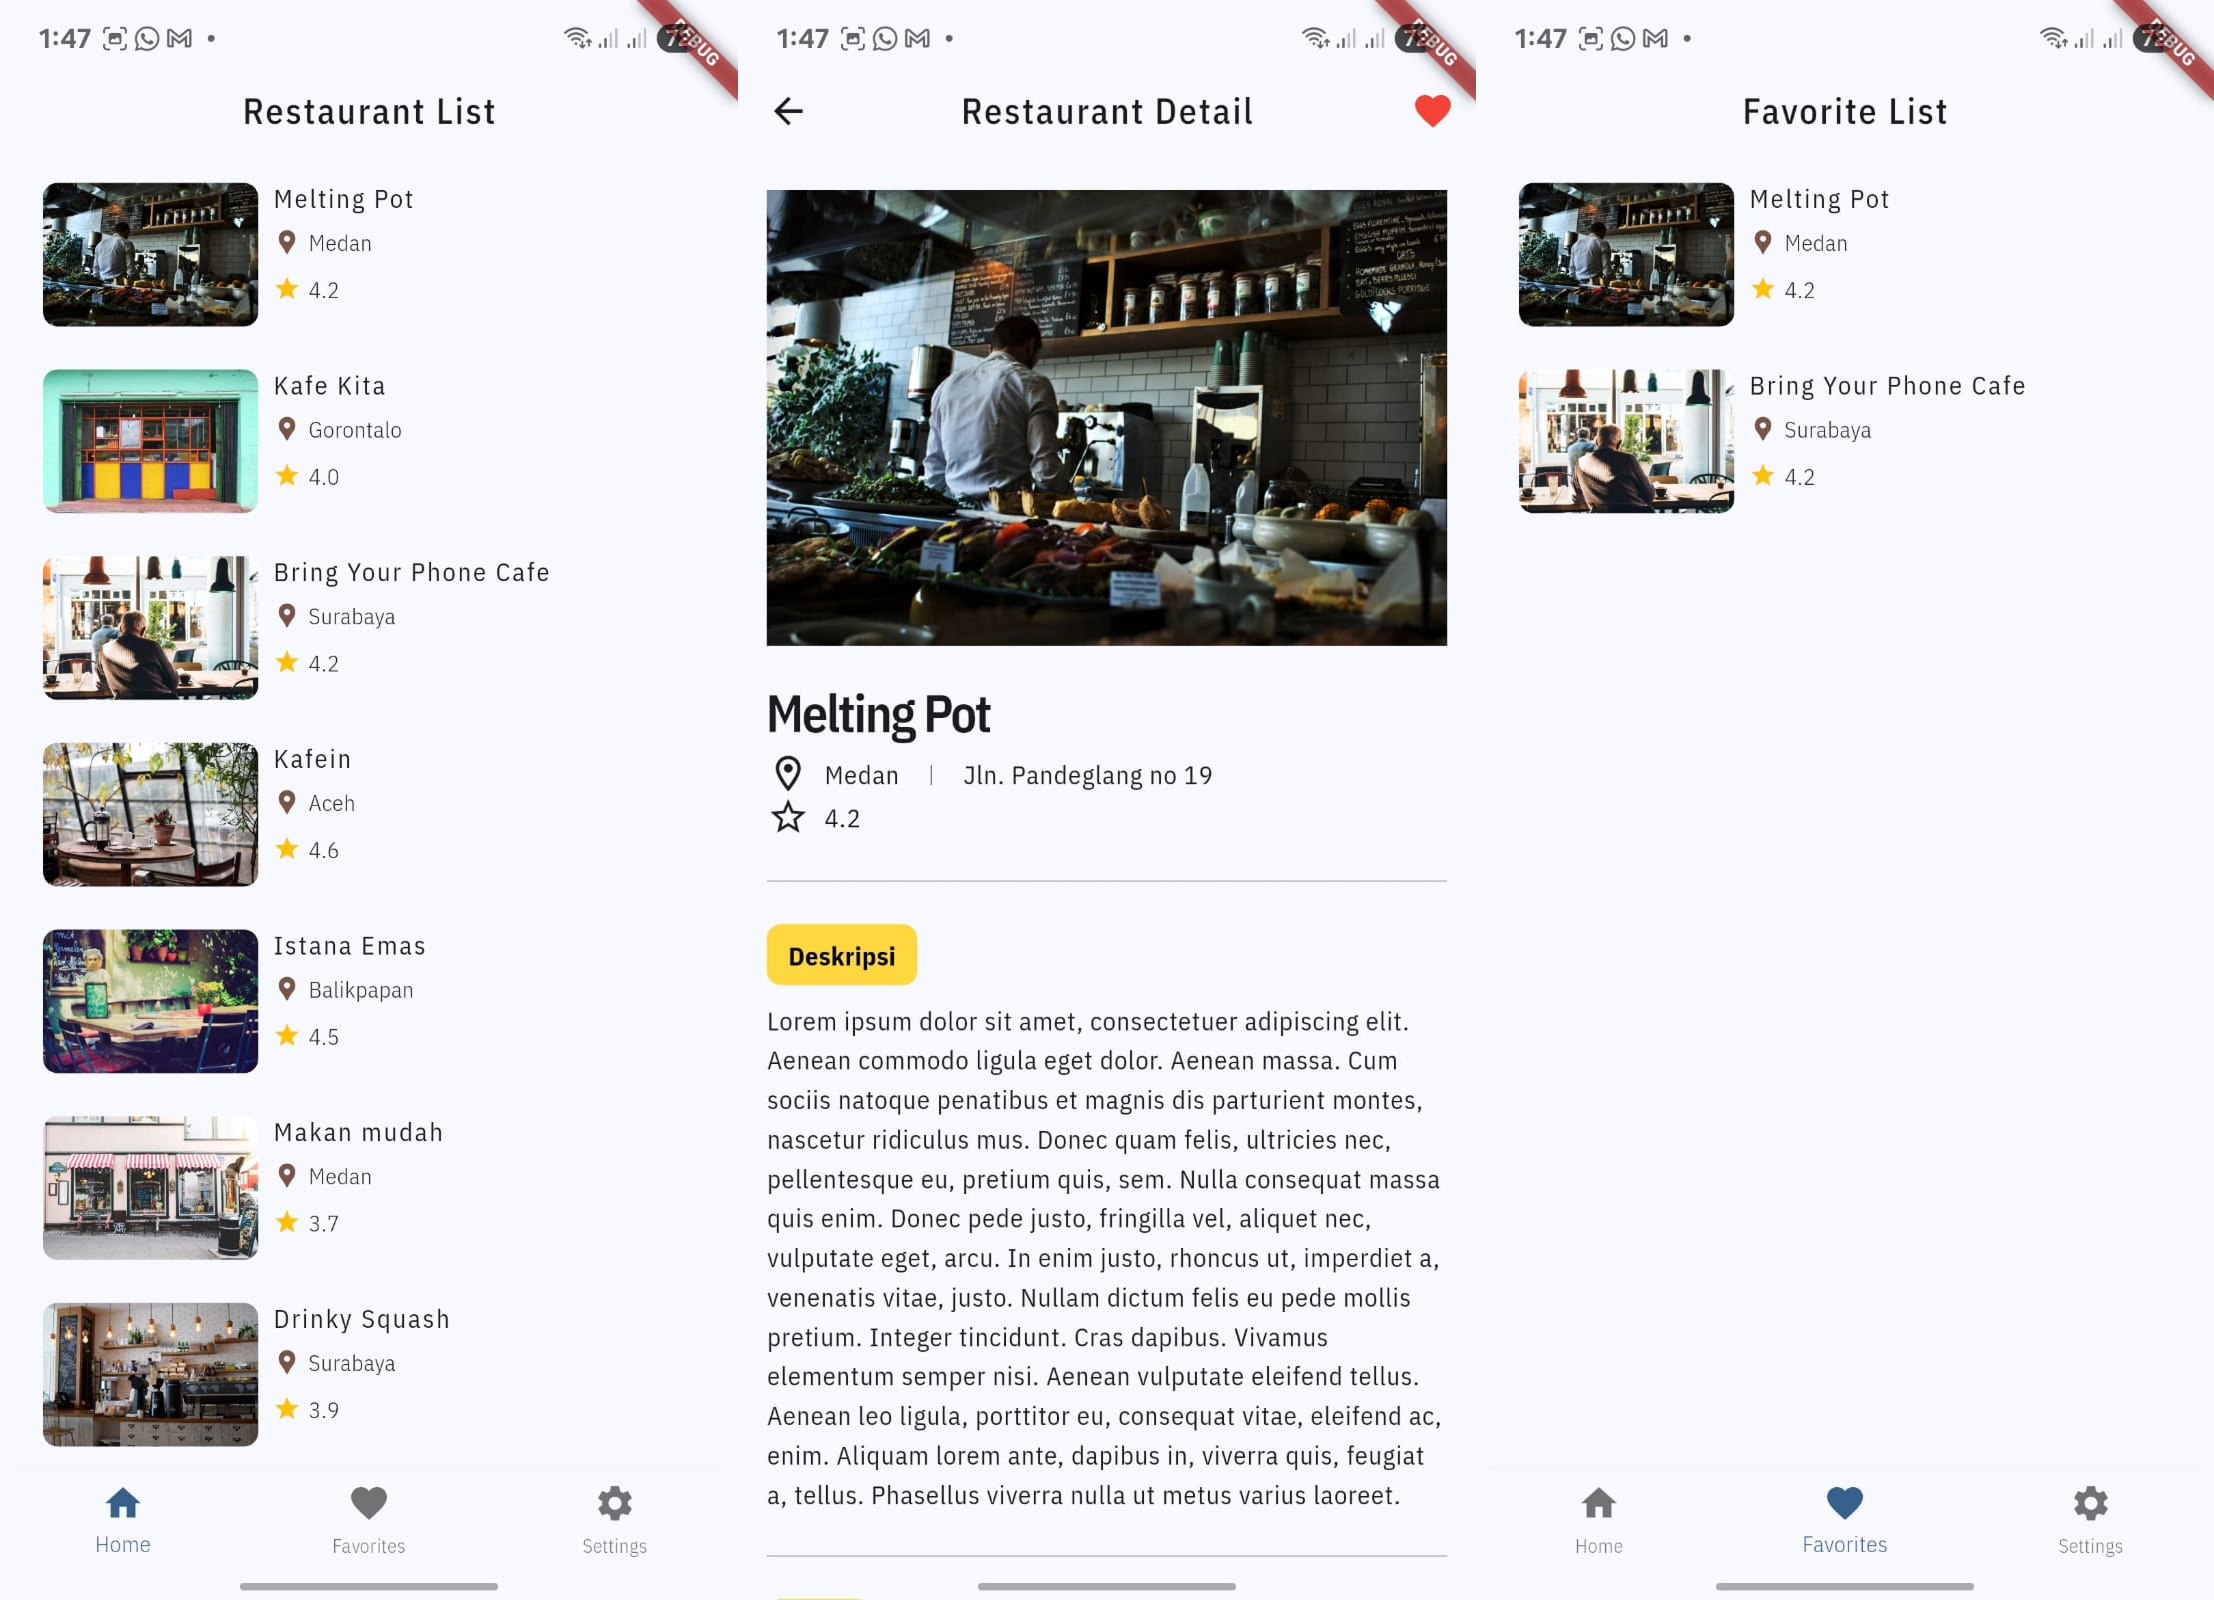 1:47
DEBUG
Restaurant List
Melting Pot
Medan
4.2
Kafe Kita
Gorontalo
4.0
Bring Your Phone Cafe
Surabaya
4.2
Kafein
Aceh
4.6
Istana Emas
Balikpapan
4.5
Makan mudah
Medan
3.7
Drinky Squash
Surabaya
3.9
Home
Favorites
Settings
1:47
DEBUG
Restaurant Detail
Melting Pot
Medan
Jln. Pandeglang no 19
4.2
Deskripsi
Lorem ipsum dolor sit amet, consectetuer adipiscing elit.
Aenean commodo ligula eget dolor. Aenean massa. Cum
sociis natoque penatibus et magnis dis parturient montes,
nascetur ridiculus mus. Donec quam felis, ultricies nec,
pellentesque eu, pretium quis, sem. Nulla consequat massa
quis enim. Donec pede justo, fringilla vel, aliquet nec,
vulputate eget, arcu. In enim justo, rhoncus ut, imperdiet a,
venenatis vitae, justo. Nullam dictum felis eu pede mollis
pretium. Integer tincidunt. Cras dapibus. Vivamus
elementum semper nisi. Aenean vulputate eleifend tellus.
Aenean leo ligula, porttitor eu, consequat vitae, eleifend ac,
enim. Aliquam lorem ante, dapibus in, viverra quis, feugiat
a, tellus. Phasellus viverra nulla ut metus varius laoreet.
1:47
DEBUG
Favorite List
Melting Pot
Medan
4.2
Bring Your Phone Cafe
Surabaya
4.2
Home
Favorites
Settings